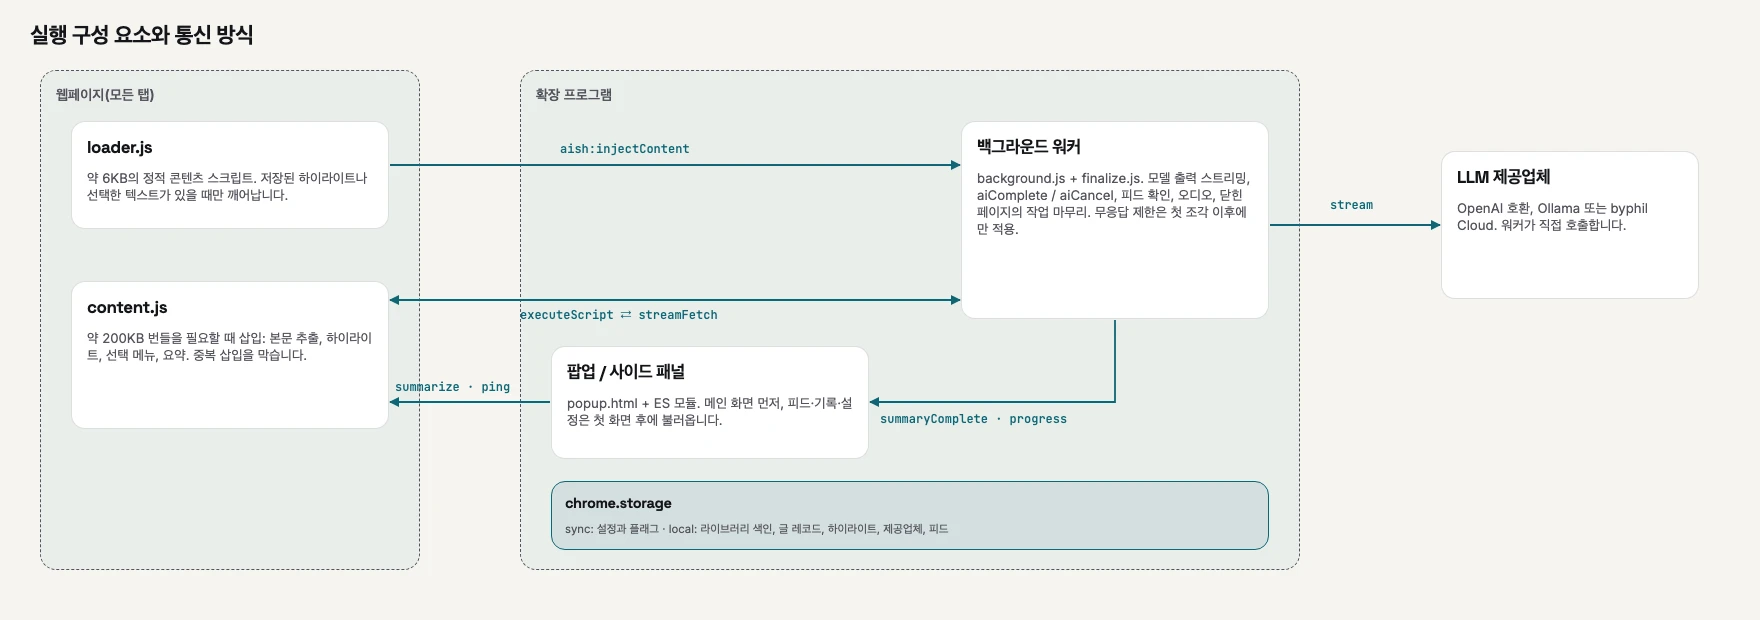 실행 구성 요소와 통신 방식
웹페이지(모든 탭)
loader.js
약 6KB의 정적 콘텐츠 스크립트. 저장된 하이라이트나
선택한 텍스트가 있을 때만 깨어납니다.
content.js
약 200KB 번들을 필요할 때 삽입: 본문 추출, 하이라이
트, 선택 메뉴, 요약. 중복 삽입을 막습니다.
확장 프로그램
aish:injectContent
백그라운드 워커
background.js + finalize.js. 모델 출력 스트리밍,
aiComplete / aiCancel, 피드 확인, 오디오, 닫힌
페이지의 작업 마무리. 무응답 제한은 첫 조각 이후에
만 적용.
executeScript ⇄ streamFetch
summarize · ping
팝업 / 사이드 패널
popup.html + ES 모듈. 메인 화면 먼저, 피드·기록·설
정은 첫 화면 후에 불러옵니다.
summaryComplete · progress
chrome.storage
sync: 설정과 플래그 · local: 라이브러리 색인, 글 레코드, 하이라이트, 제공업체, 피드
stream
LLM 제공업체
OpenAI 호환, Ollama 또는 byphil
Cloud. 워커가 직접 호출합니다.